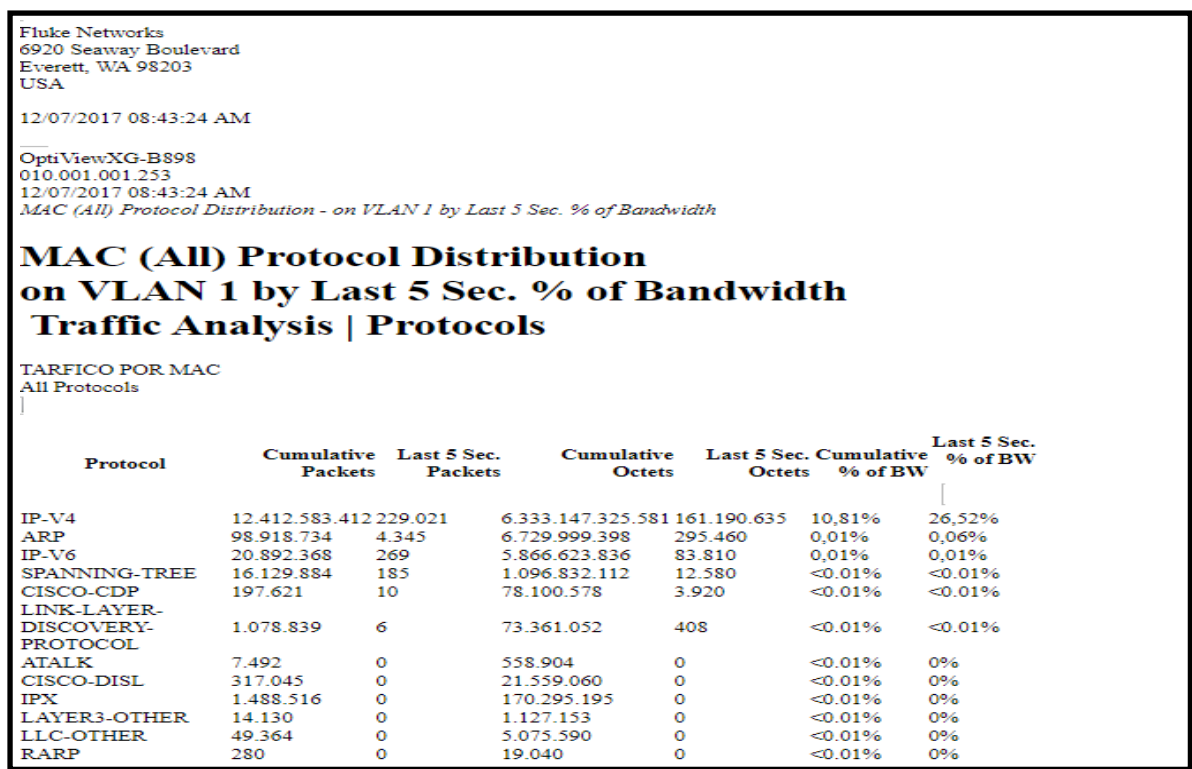 Fluke Networks
6920 Seaway Boulevard
Everett, WA 98203
USA
12/07/2017 08:43:24 AM
OptiViewXG-B898
010.001.001.253
12/07/2017 08:43:24 AM
MAC (All) Protocol Distribution - on VLAN 1 by Last 5 Sec. % of Bandwidth
MAC (All) Protocol Distribution
on VLAN 1 by Last 5 Sec. % of Bandwidth
Traffic Analysis | Protocols
TARFICO POR MAC
All Protocols
Protocol Cumulative Packets Last 5 Sec. Packets Cumulative Octets Last 5 Sec. Octets Cumulative % of BW Last 5 Sec. % of BW
IP-V4 12.412.583.412 229.021 6.333.147.325.581 161.190.635 10,81% 26,52%
ARP 98.918.734 4.345 6.729.999.398 295.460 0,01% 0,06%
IP-V6 20.892.368 269 5.866.623.836 83.810 0,01% 0,01%
SPANNING-TREE 16.129.884 185 1.096.832.112 12.580 <0.01% <0.01%
CISCO-CDP 197.621 10 78.100.578 3.920 <0.01% <0.01%
LINK-LAYER-
DISCOVERY- 1.078.839 6 73.361.052 408 <0.01% <0.01%
PROTOCOL
ATALK 7.492 0 558.904 0 <0.01% 0%
CISCO-DISL 317.045 0 21.559.060 0 <0.01% 0%
IPX 1.488.516 0 170.295.195 0 <0.01% 0%
LAYER3-OTHER 14.130 0 1.127.153 0 <0.01% 0%
LLC-OTHER 49.364 0 5.075.590 0 <0.01% 0%
RARP 280 0 19.040 0 <0.01% 0%